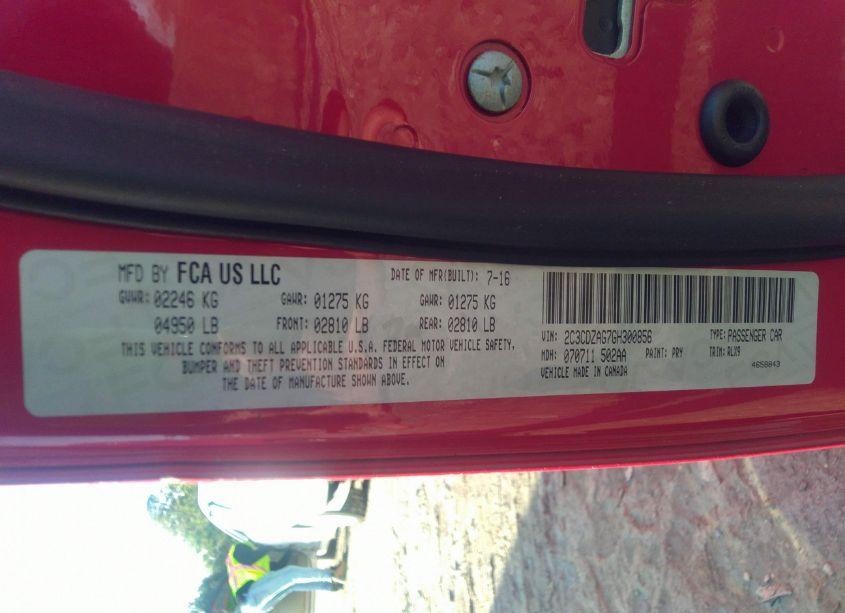 MFD BY FCA US LLC
DATE OF MFR(BUILT): 7-16
GVWR: 02246 KG GAWR: 01275 KG GAWR: 01275 KG
04950 LB FRONT: 02810 LB REAR: 02810 LB
THIS VEHICLE CONFORMS TO ALL APPLICABLE U.S.A. FEDERAL MOTOR VEHICLE SAFETY,
BUMPER AND THEFT PREVENTION STANDARDS IN EFFECT ON
THE DATE OF MANUFACTURE SHOWN ABOVE.
VIN: 2C3CDZAG7GH300856 TYPE: PASSENGER CAR
MDH: 070711 502AA PAINT: PRY TRIM: RLX9
VEHICLE MADE IN CANADA 4658843